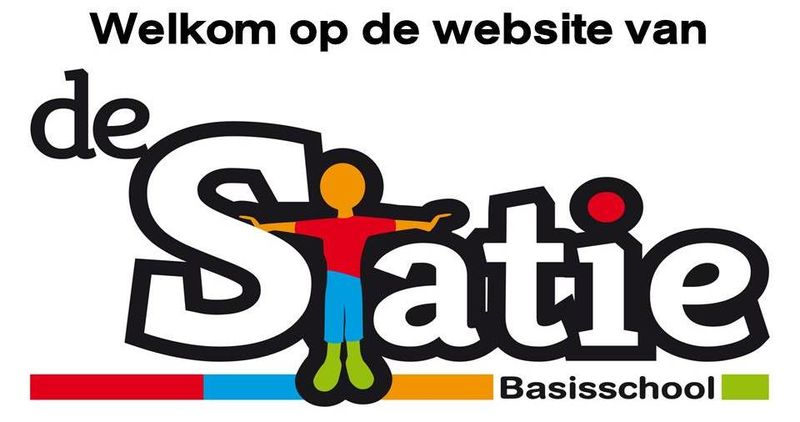 Welkom op de website van
de
Statie
Basisschool